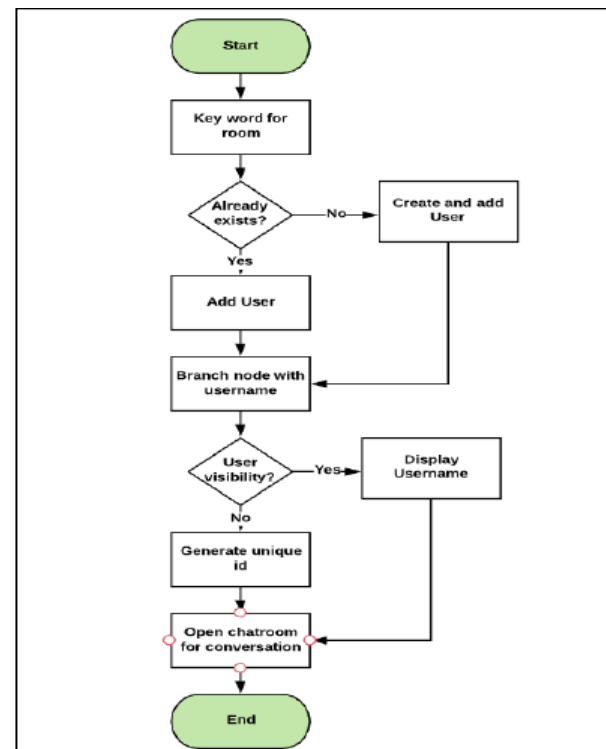 Start
Key word for
room
Already
exists?
No
Create and add
User
Yes
Add User
Branch node with
username
User
visibility?
Yes
Display
Username
No
Generate unique
id
Open chatroom
for conversation
End